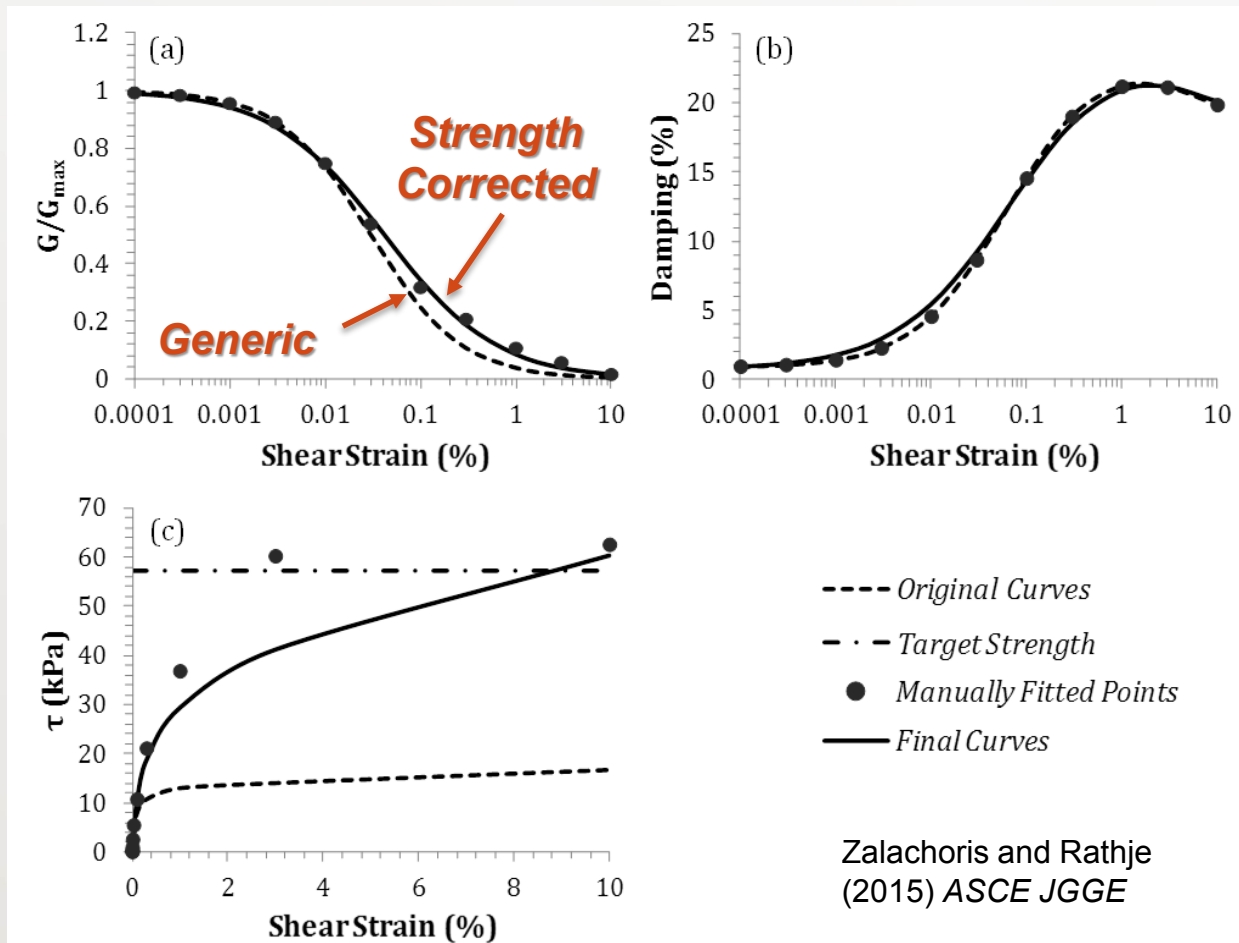 (a)
1.2
1
0.8
0.6
0.4
0.2
0
G/Gmax
Strength
Corrected
Generic
0.0001 0.001 0.01 0.1 1 10
Shear Strain (%)
(b)
25
20
15
10
5
0
Damping (%)
0.0001 0.001 0.01 0.1 1 10
Shear Strain (%)
(c)
70
60
50
40
30
20
10
0
τ (kPa)
0 2 4 6 8 10
Shear Strain (%)
Original Curves
Target Strength
Manually Fitted Points
Final Curves
Zalachoris and Rathje
(2015) ASCE JGGE